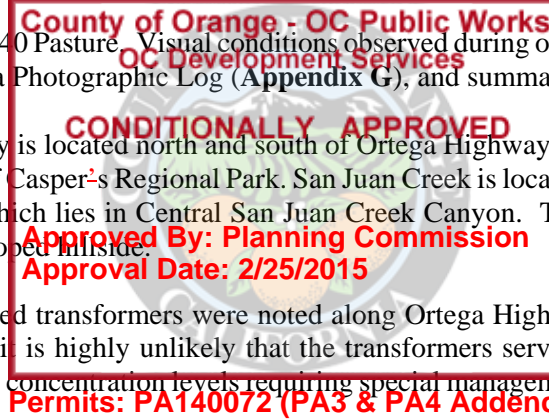 County of Orange - OC Public Works
40 Pasture. Visual conditions observed during o
OC Development Services
a Photographic Log (Appendix G), and summa
CONDITIONALLY APPROVED
y is located north and south of Ortega Highway
f Casper's Regional Park. San Juan Creek is loca
hich lies in Central San Juan Creek Canyon. T
Approved By: Planning Commission
oped hillside.
Approval Date: 2/25/2015
ed transformers were noted along Ortega High
it is highly unlikely that the transformers serv
concentration levels requiring special managem
Permits: PA140072 (PA3 & PA4 Addend
CALIFORNIA